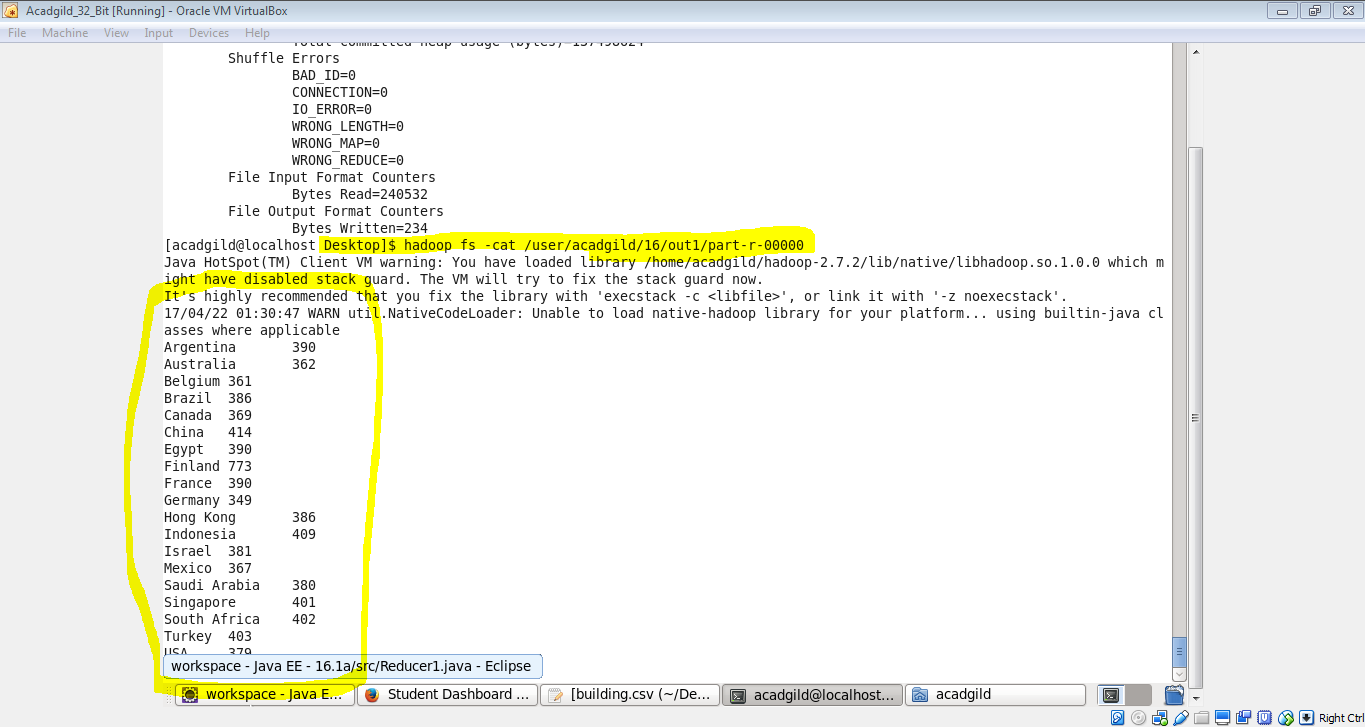 Acadgild_32_Bit [Running] - Oracle VM VirtualBox
File Machine View Input Devices Help
Total committed heap usage (bytes)=137498624
Shuffle Errors
BAD_ID=0
CONNECTION=0
IO_ERROR=0
WRONG_LENGTH=0
WRONG_MAP=0
WRONG_REDUCE=0
File Input Format Counters
Bytes Read=240532
File Output Format Counters
Bytes Written=234
[acadgild@localhost Desktop]$ hadoop fs -cat /user/acadgild/16/out1/part-r-00000
Java HotSpot(TM) Client VM warning: You have loaded library /home/acadgild/hadoop-2.7.2/lib/native/libhadoop.so.1.0.0 which m
ight have disabled stack guard. The VM will try to fix the stack guard now.
It's highly recommended that you fix the library with 'execstack -c <libfile>', or link it with '-z noexecstack'.
17/04/22 01:30:47 WARN util.NativeCodeLoader: Unable to load native-hadoop library for your platform... using builtin-java cl
asses where applicable
Argentina 390
Australia 362
Belgium 361
Brazil 386
Canada 369
China 414
Egypt 390
Finland 773
France 390
Germany 349
Hong Kong 386
Indonesia 409
Israel 381
Mexico 367
Saudi Arabia 380
Singapore 401
South Africa 402
Turkey 403
USA 379
workspace - Java EE - 16.1a/src/Reducer1.java - Eclipse
workspace - Java E... Student Dashboard ... [building.csv (~/De... acadgild@localhost... acadgild
Right Ctrl